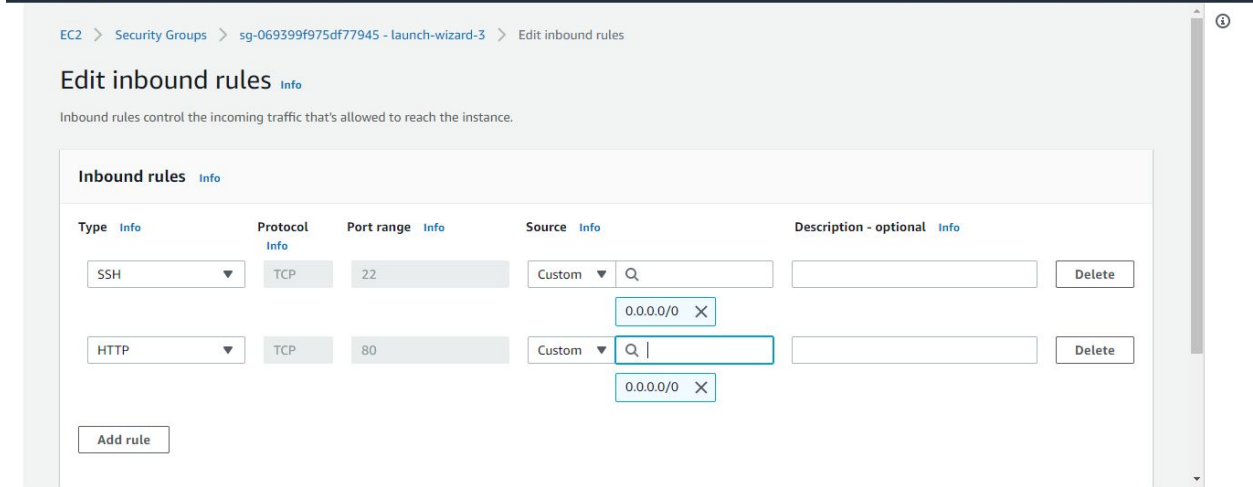 EC2 > Security Groups > sg-069399f975df77945 - launch-wizard-3 > Edit inbound rules
Edit inbound rules Info
Inbound rules control the incoming traffic that's allowed to reach the instance.
Inbound rules Info
Type Info Protocol Info Port range Info Source Info Description - optional Info
SSH TCP 22 Custom Delete
0.0.0.0/0
HTTP TCP 80 Custom Delete
0.0.0.0/0
Add rule